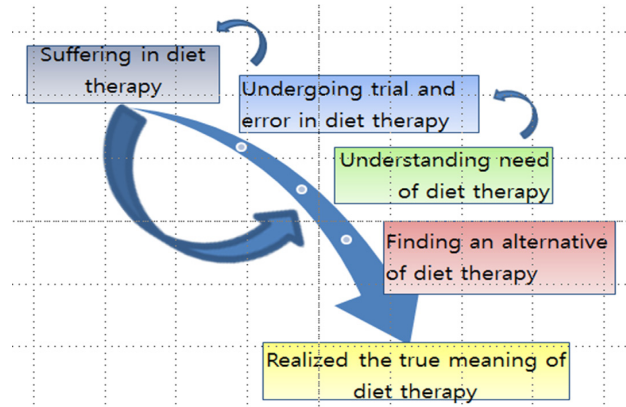 Suffering in diet
therapy
Undergoing trial and
error in diet therapy
Understanding need
of diet therapy
Finding an alternative
of diet therapy
Realized the true meaning of
diet therapy